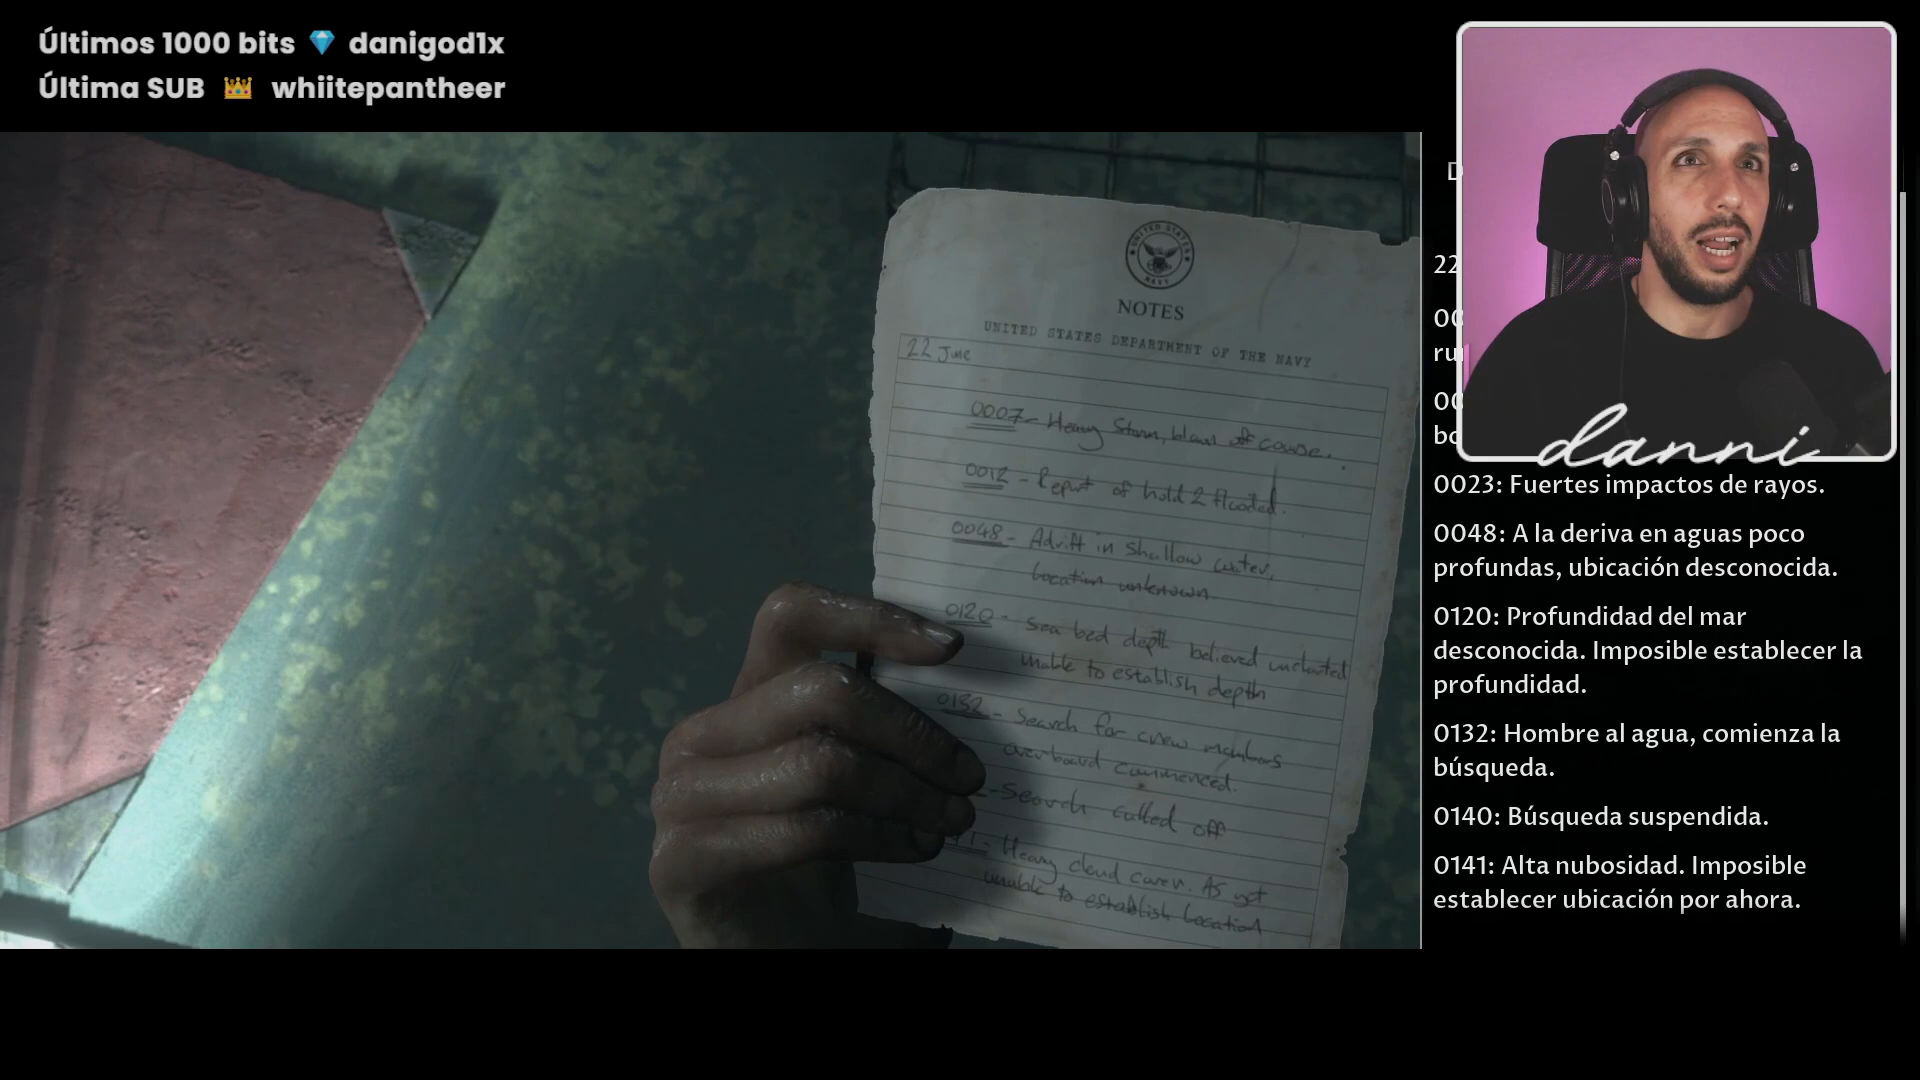 Últimos 1000 bits 💎 danigod1x
Última SUB 👑 whiitepantheer
UNITED STATES NAVY
NOTES
UNITED STATES DEPARTMENT OF THE NAVY
22 June
0007- Heavy Storm, blown off course.
0012 - Report of hold 2 flooded.
0048- Adrift in shallow water,
location unknown
0120- Sea bed depth believed uncharted
unable to establish depth
0132- Search for crew members
overboard commenced.
-Search called off
41- Heavy cloud cover. As yet
unable to establish location
D
22
00
ru
00
bo
danni
0023: Fuertes impactos de rayos.
0048: A la deriva en aguas poco
profundas, ubicación desconocida.
0120: Profundidad del mar
desconocida. Imposible establecer la
profundidad.
0132: Hombre al agua, comienza la
búsqueda.
0140: Búsqueda suspendida.
0141: Alta nubosidad. Imposible
establecer ubicación por ahora.